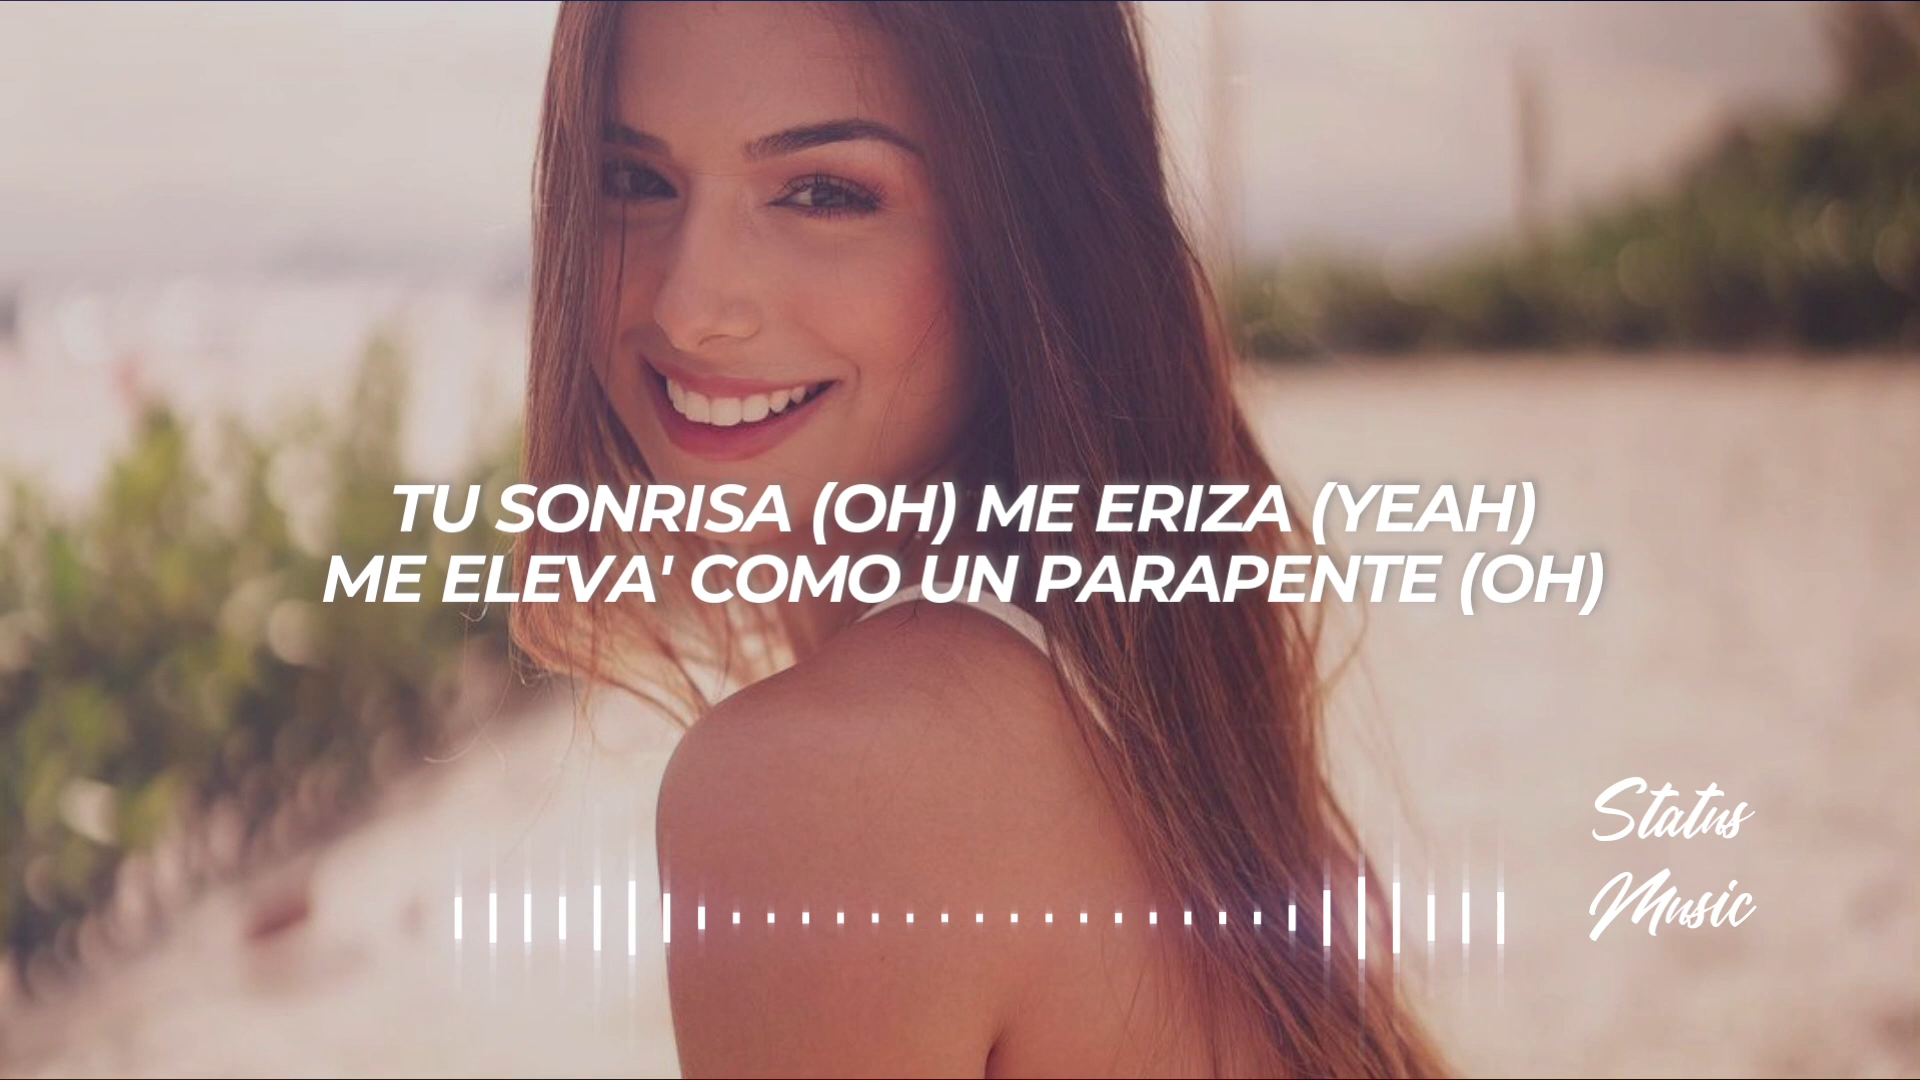 TU SONRISA (OH) ME ERIZA (YEAH)
ME ELEVA' COMO UN PARAPENTE (OH)
Status
Music